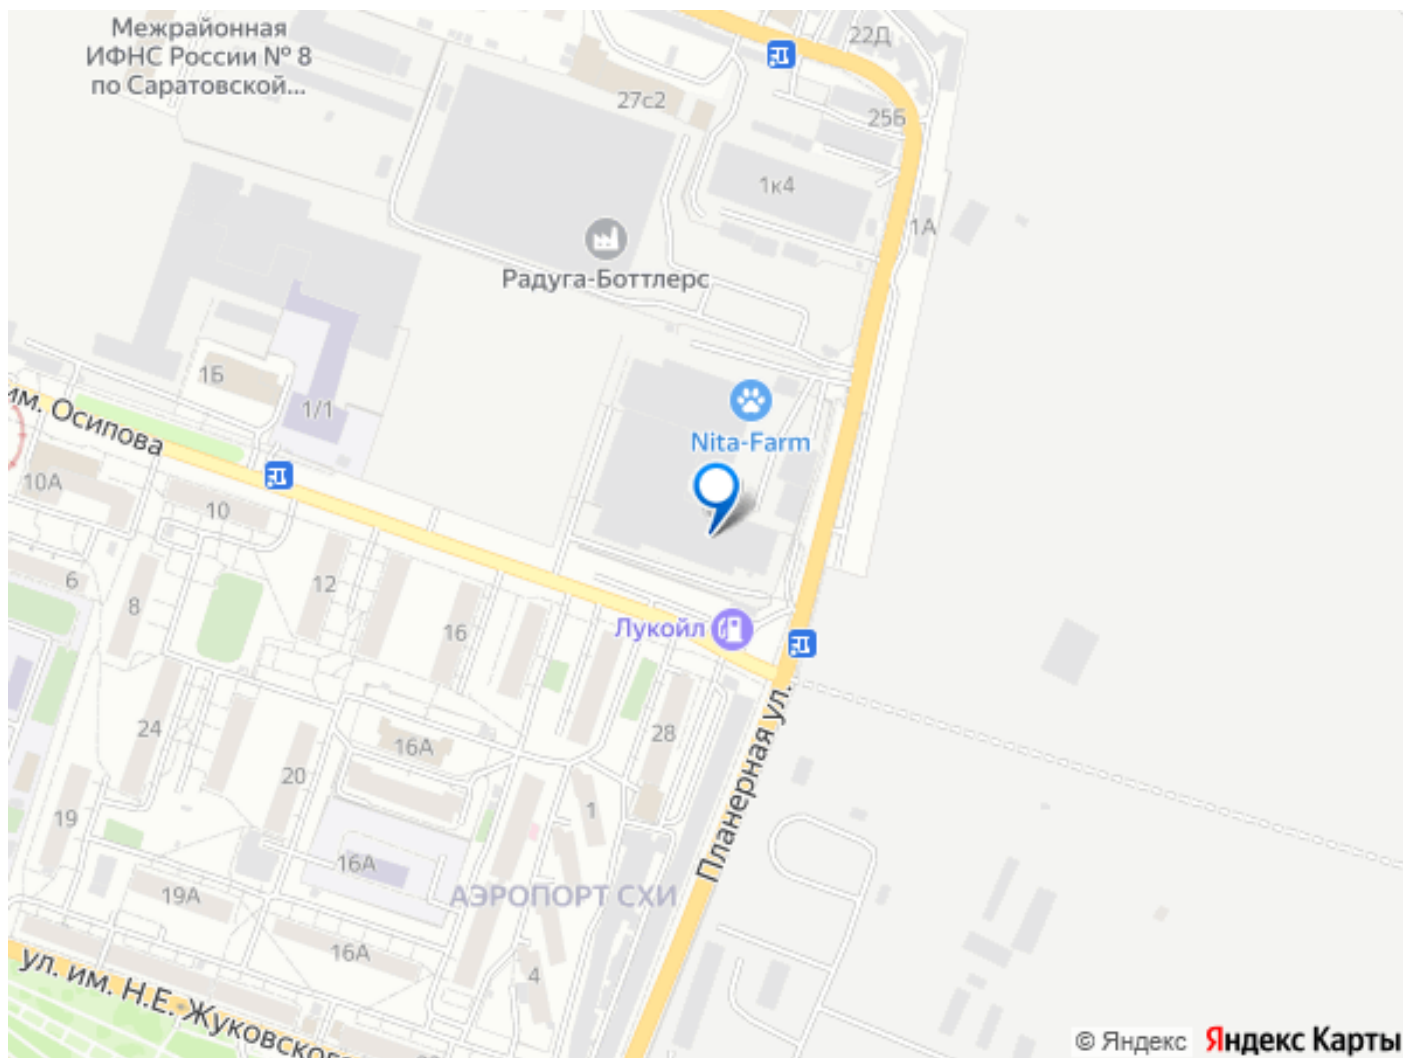 Межрайонная
ИФНС России № 8
по Саратовской...
22Д
27с2
25Б
1к4
1А
Радуга-Боттлерс
1Б
1/1
им. Осипова
Nita-Farm
10А
10
12
6
8
16
Лукойл
24
16А
28
20
Планерная ул.
19
1
16А
19А
АЭРОПОРТ СХИ
16А
4
ул. им. Н.Е. Жуковского
© Яндекс Яндекс Карты